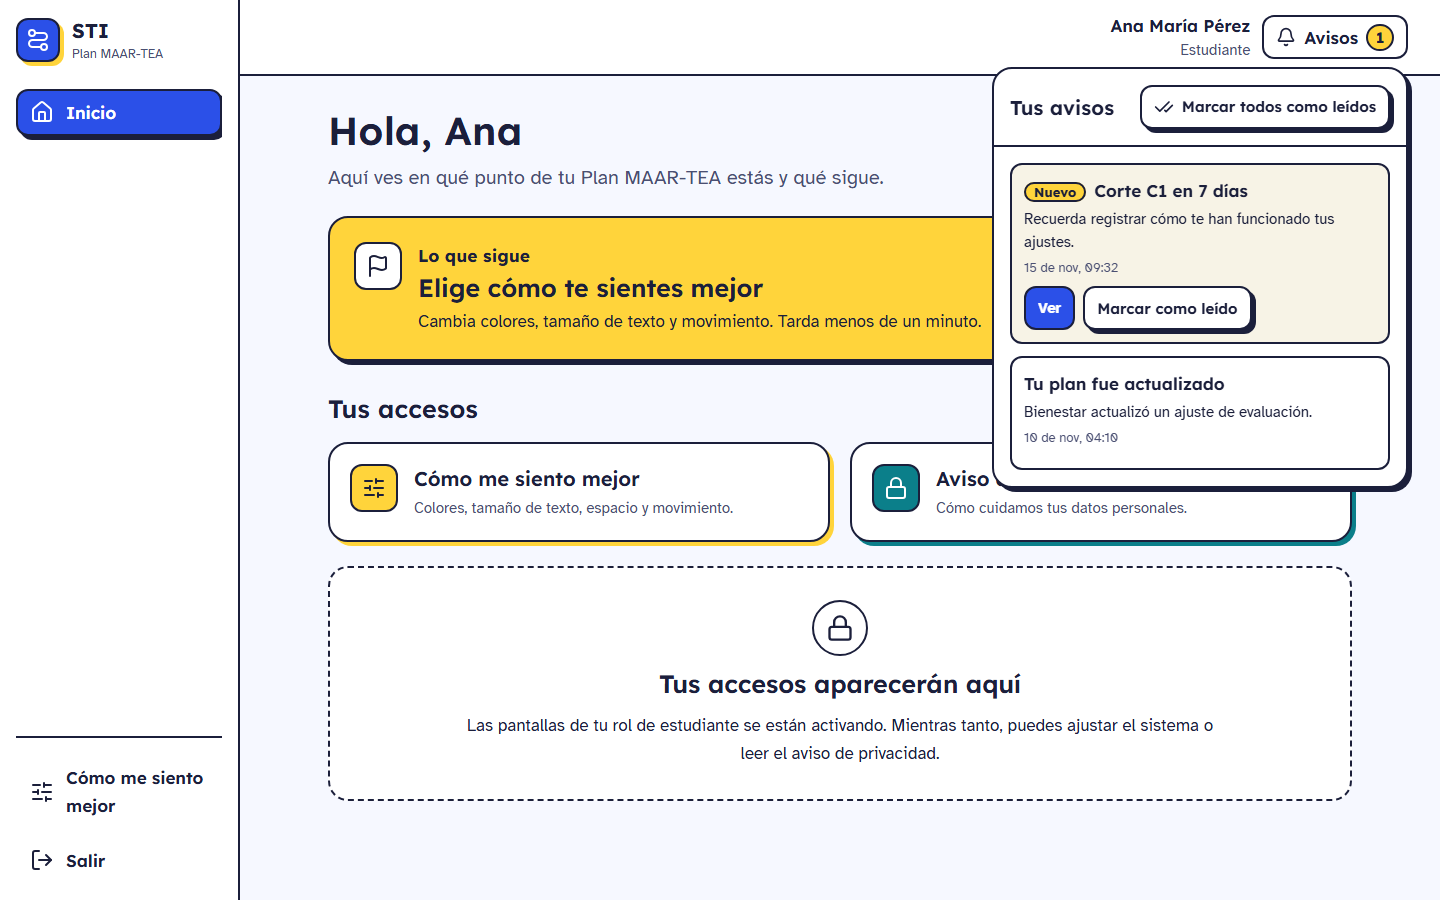 STI
Plan MAAR-TEA
Inicio
Cómo me siento
mejor
Salir
Ana María Pérez
Estudiante
Avisos 1
Hola, Ana
Aquí ves en qué punto de tu Plan MAAR-TEA estás y qué sigue.
Lo que sigue
Elige cómo te sientes mejor
Cambia colores, tamaño de texto y movimiento. Tarda menos de un minuto.
Tus accesos
Cómo me siento mejor
Colores, tamaño de texto, espacio y movimiento.
Aviso
Cómo cuidamos tus datos personales.
Tus accesos aparecerán aquí
Las pantallas de tu rol de estudiante se están activando. Mientras tanto, puedes ajustar el sistema o
leer el aviso de privacidad.
Tus avisos
Marcar todos como leídos
Nuevo Corte C1 en 7 días
Recuerda registrar cómo te han funcionado tus
ajustes.
15 de nov, 09:32
Ver
Marcar como leído
Tu plan fue actualizado
Bienestar actualizó un ajuste de evaluación.
10 de nov, 04:10